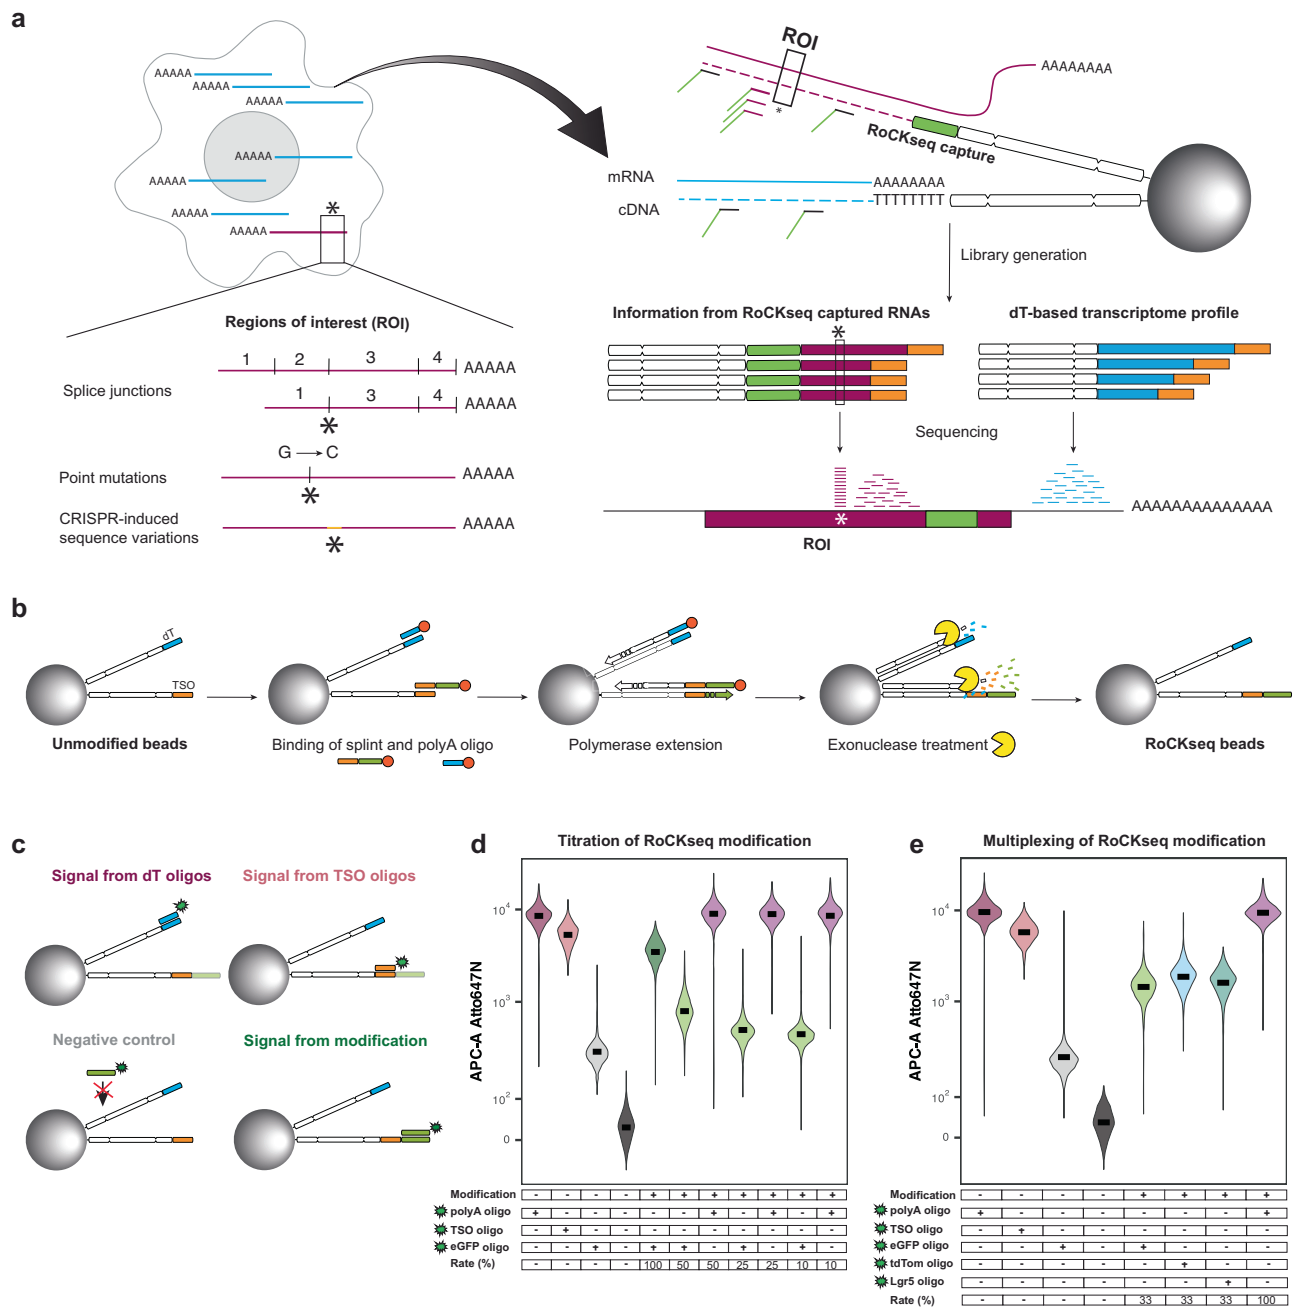 a
AAAAA
AAAAA
AAAAA
AAAAA
AAAAA
AAAAA
AAAAA
*
ROI
AAAAAAAA
*
RoCKseq capture
mRNA
AAAAAAAA
cDNA
TTTTTTTT
Library generation
Regions of interest (ROI)
Splice junctions
1 2 3 4 AAAAA
1 3 4 AAAAA
*
G C
Point mutations
AAAAA
*
CRISPR-induced
sequence variations
AAAAA
*
Information from RoCKseq captured RNAs
dT-based transcriptome profile
*
Sequencing
AAAAAAAAAAAAAA
*
ROI
b
dT
TSO
Unmodified beads
Binding of splint and polyA oligo
Polymerase extension
Exonuclease treatment
RoCKseq beads
c
Signal from dT oligos
Signal from TSO oligos
Negative control
Signal from modification
d
Titration of RoCKseq modification
APC-A Atto647N
10⁴
10³
10²
0
Modification - - - - + + + + + + +
polyA oligo + - - - - - + - + - +
TSO oligo - + - - - - - - - - -
eGFP oligo - - + - + + - + - + -
Rate (%) - - - - 100 50 50 25 25 10 10
e
Multiplexing of RoCKseq modification
APC-A Atto647N
10⁴
10³
10²
0
Modification - - - - + + + +
polyA oligo + - - - - - - +
TSO oligo - + - - - - - -
eGFP oligo - - + - + - - -
tdTom oligo - - - - - + - -
Lgr5 oligo - - - - - - + -
Rate (%) - - - - 33 33 33 100